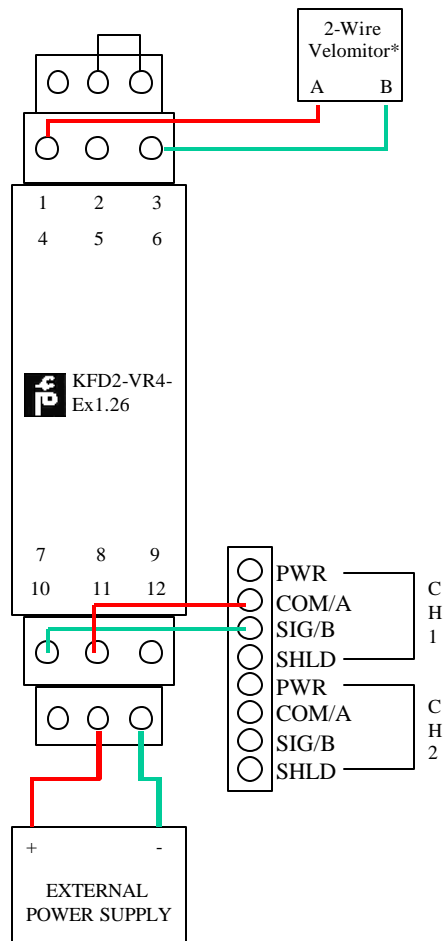 2-Wire
Velomitor*
A B
1 2 3
4 5 6
KFD2-VR4-
Ex1.26
7 8 9
10 11 12
PWR
COM/A
SIG/B
SHLD
C
H
1
PWR
COM/A
SIG/B
SHLD
C
H
2
+ -
EXTERNAL
POWER SUPPLY